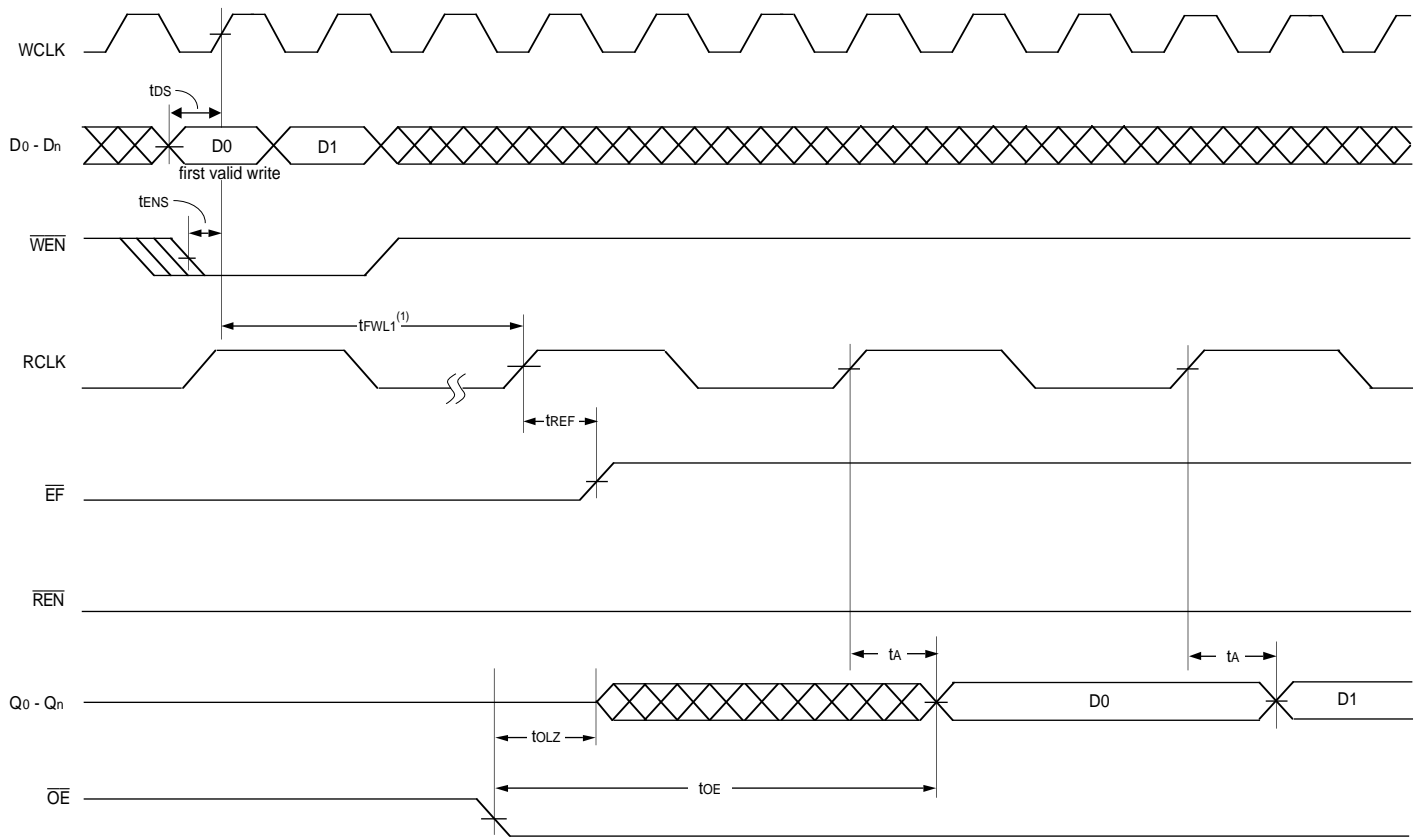 WCLK
tDS
D0 - Dn
D0
D1
first valid write
tENS
WEN
tFWL1(1)
RCLK
tREF
EF
REN
tA
tA
Q0 - Qn
D0
D1
tOLZ
tOE
OE